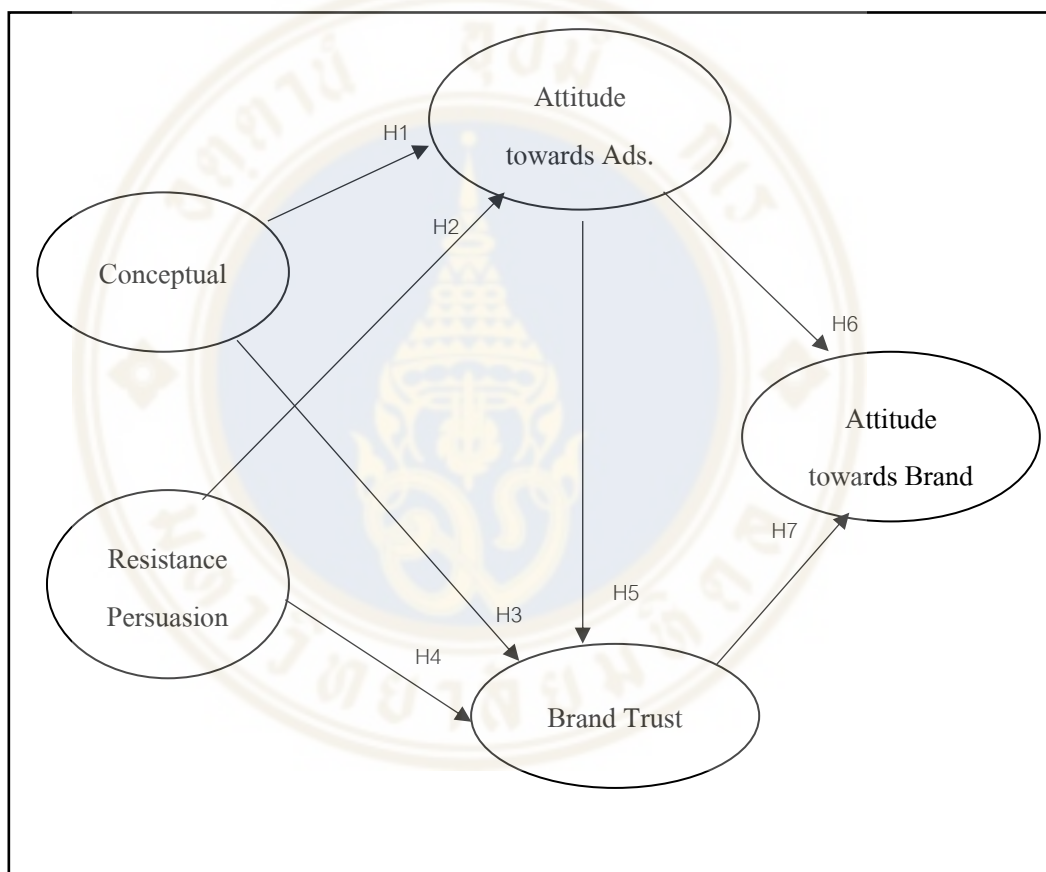 Attitude
towards Ads.
H1
H2
Conceptual
H6
Attitude
towards Brand
H7
Resistance
Persuasion
H5
H3
H4
Brand Trust